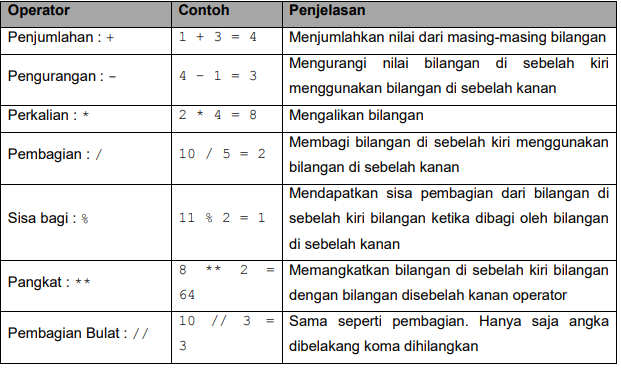 Operator Contoh Penjelasan
Penjumlahan : + 1 + 3 = 4 Menjumlahkan nilai dari masing-masing bilangan
Pengurangan : – 4 – 1 = 3 Mengurangi nilai bilangan di sebelah kiri
menggunakan bilangan di sebelah kanan
Perkalian : * 2 * 4 = 8 Mengalikan bilangan
Pembagian : / 10 / 5 = 2 Membagi bilangan di sebelah kiri menggunakan
bilangan di sebelah kanan
Sisa bagi : % 11 % 2 = 1 Mendapatkan sisa pembagian dari bilangan di
sebelah kiri bilangan ketika dibagi oleh bilangan
di sebelah kanan
Pangkat : ** 8 ** 2 =
64
Memangkatkan bilangan di sebelah kiri bilangan
dengan bilangan disebelah kanan operator
Pembagian Bulat : // 10 // 3 =
3
Sama seperti pembagian. Hanya saja angka
dibelakang koma dihilangkan